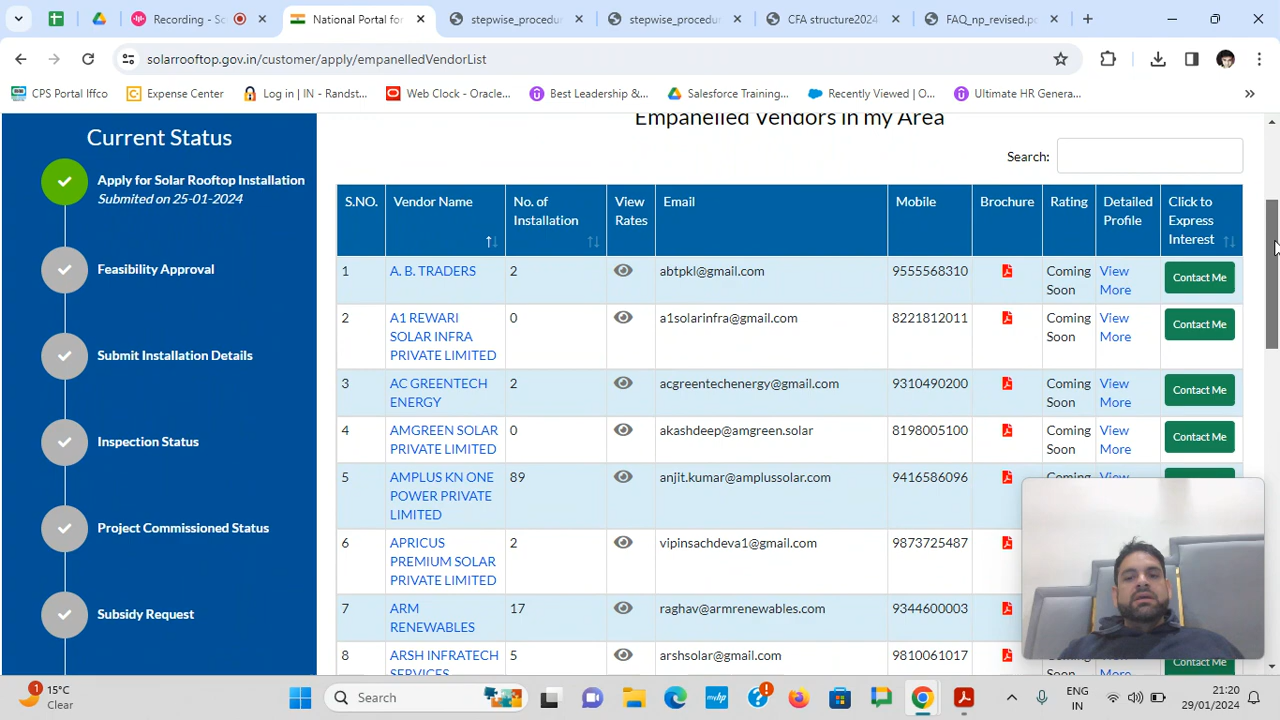 Recording - Sc
National Portal for
stepwise_procedu
stepwise_procedu
CFA structure2024
FAQ_np_revised.p
solarrooftop.gov.in/customer/apply/empanelledVendorList
CPS Portal Iffco
Expense Center
Log in | IN - Randst...
Web Clock - Oracle...
Best Leadership &...
Salesforce Training...
Recently Viewed | O...
Ultimate HR Genera...
»
Current Status
Apply for Solar Rooftop Installation
Submited on 25-01-2024
Feasibility Approval
Submit Installation Details
Inspection Status
Project Commissioned Status
Subsidy Request
Empanelled Vendors in my Area
Search:
S.NO. Vendor Name No. of Installation View Rates Email Mobile Brochure Rating Detailed Profile Click to Express Interest
1 A. B. TRADERS 2 abtpkl@gmail.com 9555568310 Coming Soon View More Contact Me
2 A1 REWARI SOLAR INFRA PRIVATE LIMITED 0 a1solarinfra@gmail.com 8221812011 Coming Soon View More Contact Me
3 AC GREENTECH ENERGY 2 acgreentechenergy@gmail.com 9310490200 Coming Soon View More Contact Me
4 AMGREEN SOLAR PRIVATE LIMITED 0 akashdeep@amgreen.solar 8198005100 Coming Soon View More Contact Me
5 AMPLUS KN ONE POWER PRIVATE LIMITED 89 anjit.kumar@amplussolar.com 9416586096 Coming View
6 APRICUS PREMIUM SOLAR PRIVATE LIMITED 2 vipinsachdeva1@gmail.com 9873725487
7 ARM RENEWABLES 17 raghav@armrenewables.com 9344600003
8 ARSH INFRATECH SERVICES 5 arshsolar@gmail.com 9810061017 Contact Me
1
15°C
Clear
Search
ENG
IN
21:20
29/01/2024